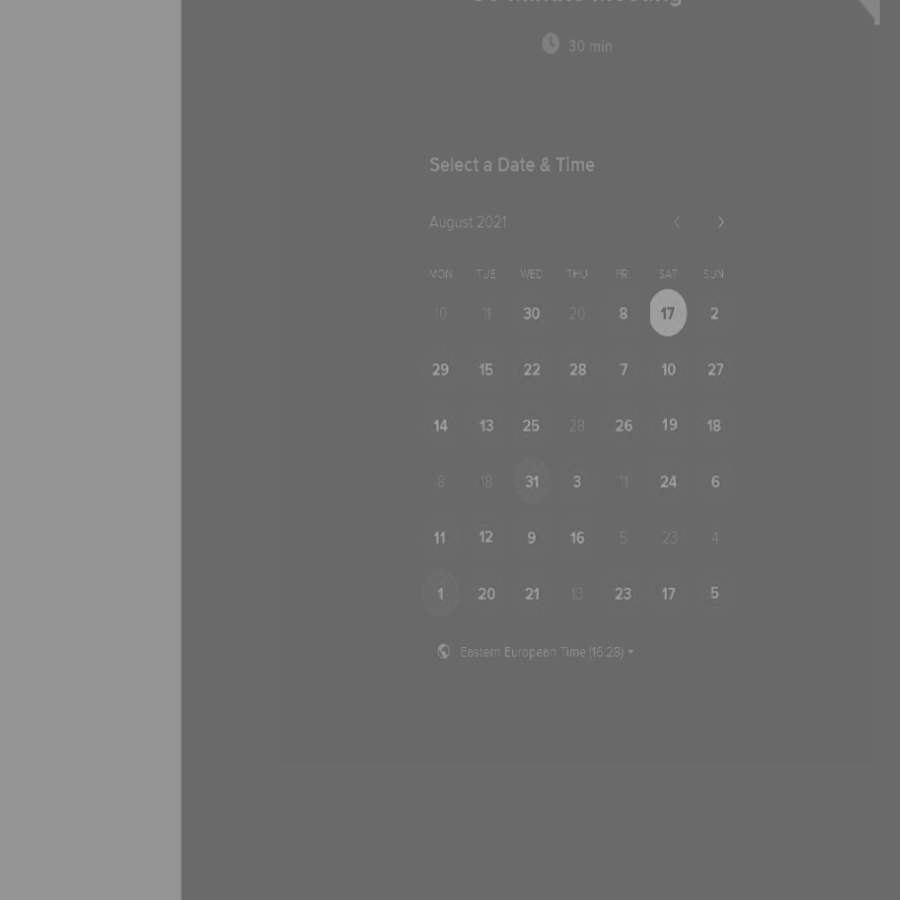 30 min
Select a Date & Time
August 2021
MON TUE WED THU FRI SAT SUN
10 11 30 20 8 17 2
29 15 22 28 7 10 27
14 13 25 28 26 19 18
8 18 31 3 11 24 6
11 12 9 16 5 23 4
1 20 21 13 23 17 5
Eastern European Time (16:28)